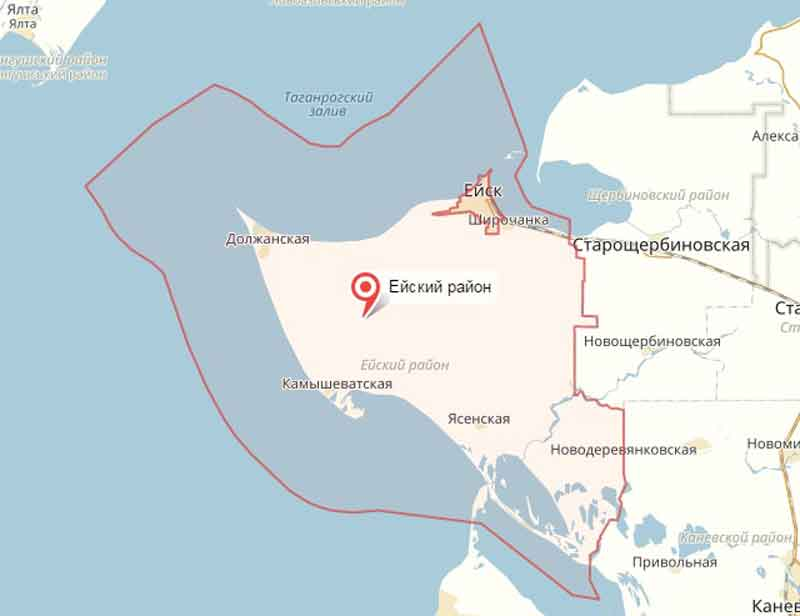 Ялта
Ялта
Таганрогский
залив
Алекса
Ейск
Щербиновский район
Широчанка
Должанская
Старощербиновская
Ейский район
Ста
Новощербиновская
Ейский район
Камышеватская
Ясенская
Новодеревянковская
Новоми
Каневской район
Привольная
Канев